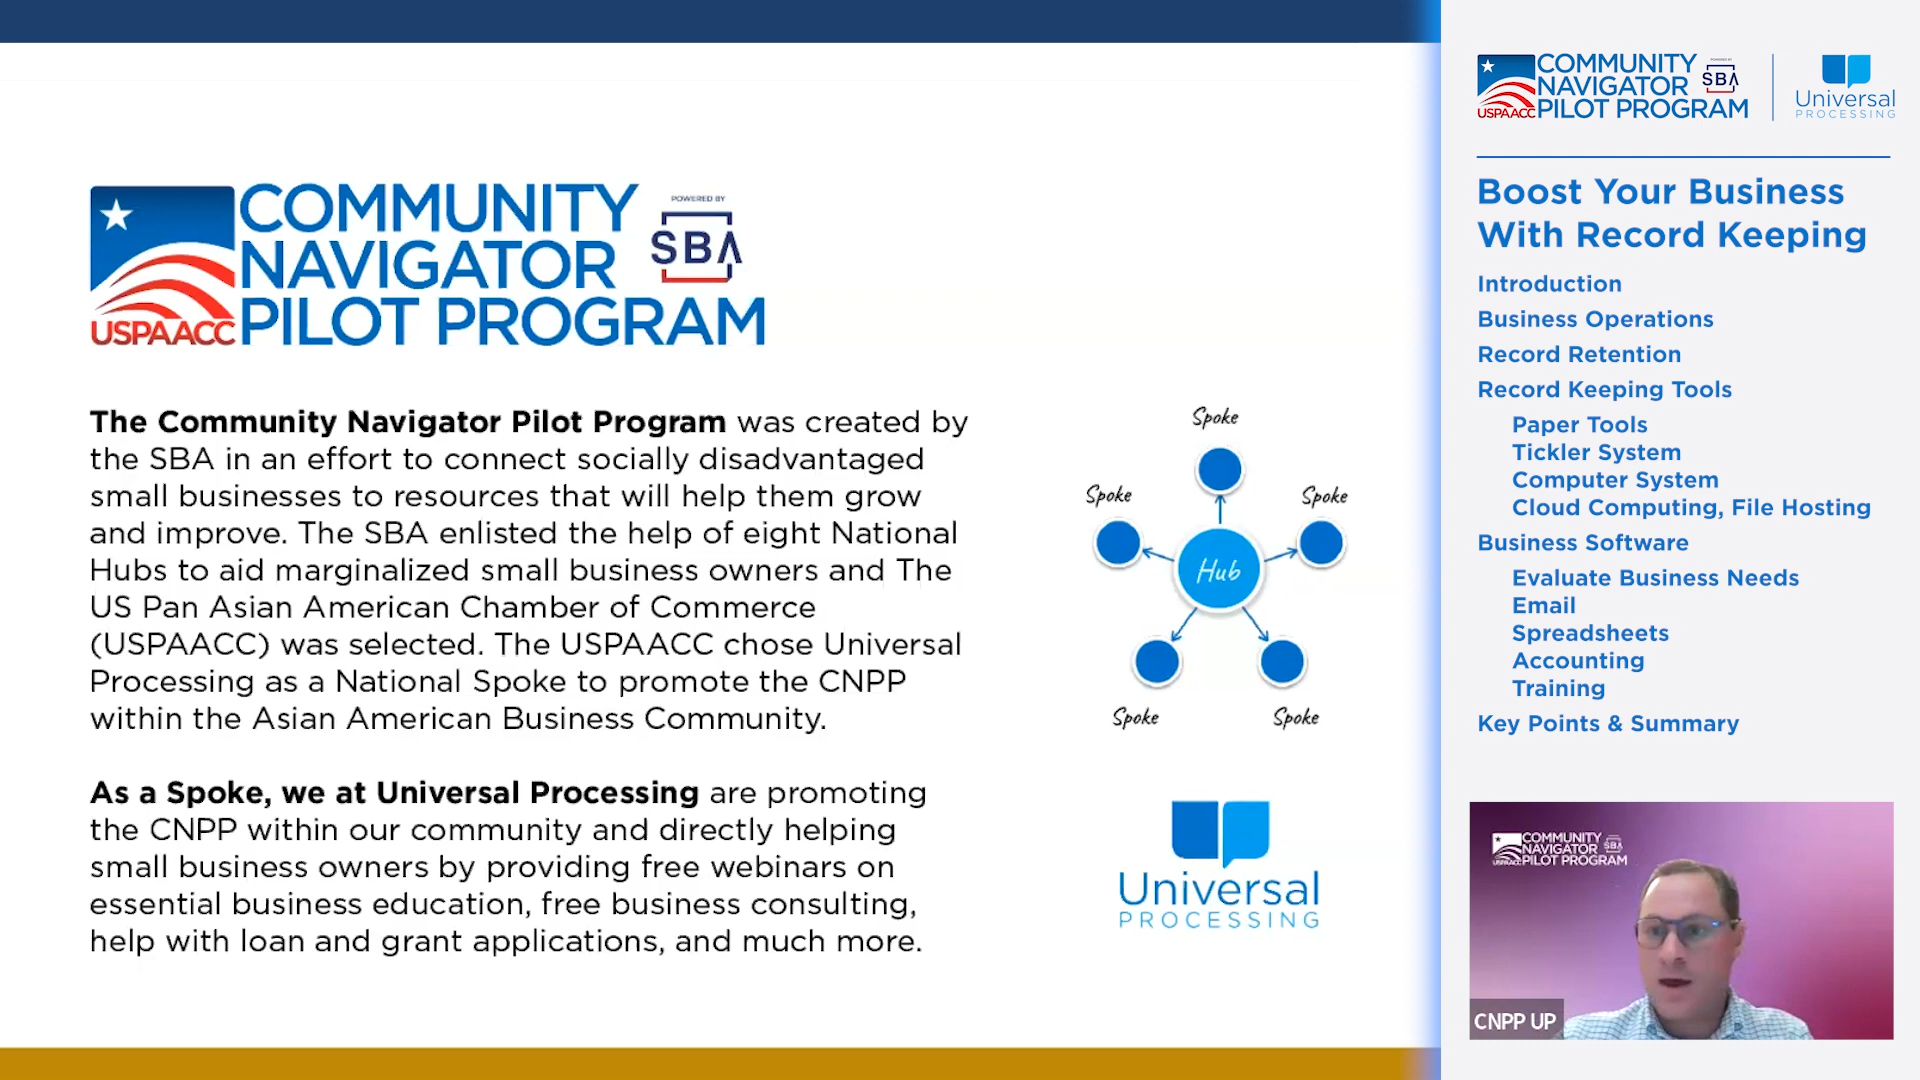 COMMUNITY
NAVIGATOR
PILOT PROGRAM
USPAACC
POWERED BY
SBA
The Community Navigator Pilot Program was created by
the SBA in an effort to connect socially disadvantaged
small businesses to resources that will help them grow
and improve. The SBA enlisted the help of eight National
Hubs to aid marginalized small business owners and The
US Pan Asian American Chamber of Commerce
(USPAACC) was selected. The USPAACC chose Universal
Processing as a National Spoke to promote the CNPP
within the Asian American Business Community.
As a Spoke, we at Universal Processing are promoting
the CNPP within our community and directly helping
small business owners by providing free webinars on
essential business education, free business consulting,
help with loan and grant applications, and much more.
Spoke
Spoke
Spoke
Hub
Spoke
Spoke
Universal
PROCESSING
COMMUNITY
NAVIGATOR
PILOT PROGRAM
USPAACC
POWERED BY
SBA
Universal
PROCESSING
Boost Your Business
With Record Keeping
Introduction
Business Operations
Record Retention
Record Keeping Tools
Paper Tools
Tickler System
Computer System
Cloud Computing, File Hosting
Business Software
Evaluate Business Needs
Email
Spreadsheets
Accounting
Training
Key Points & Summary
COMMUNITY
NAVIGATOR
PILOT PROGRAM
USPAACC
SBA
CNPP UP